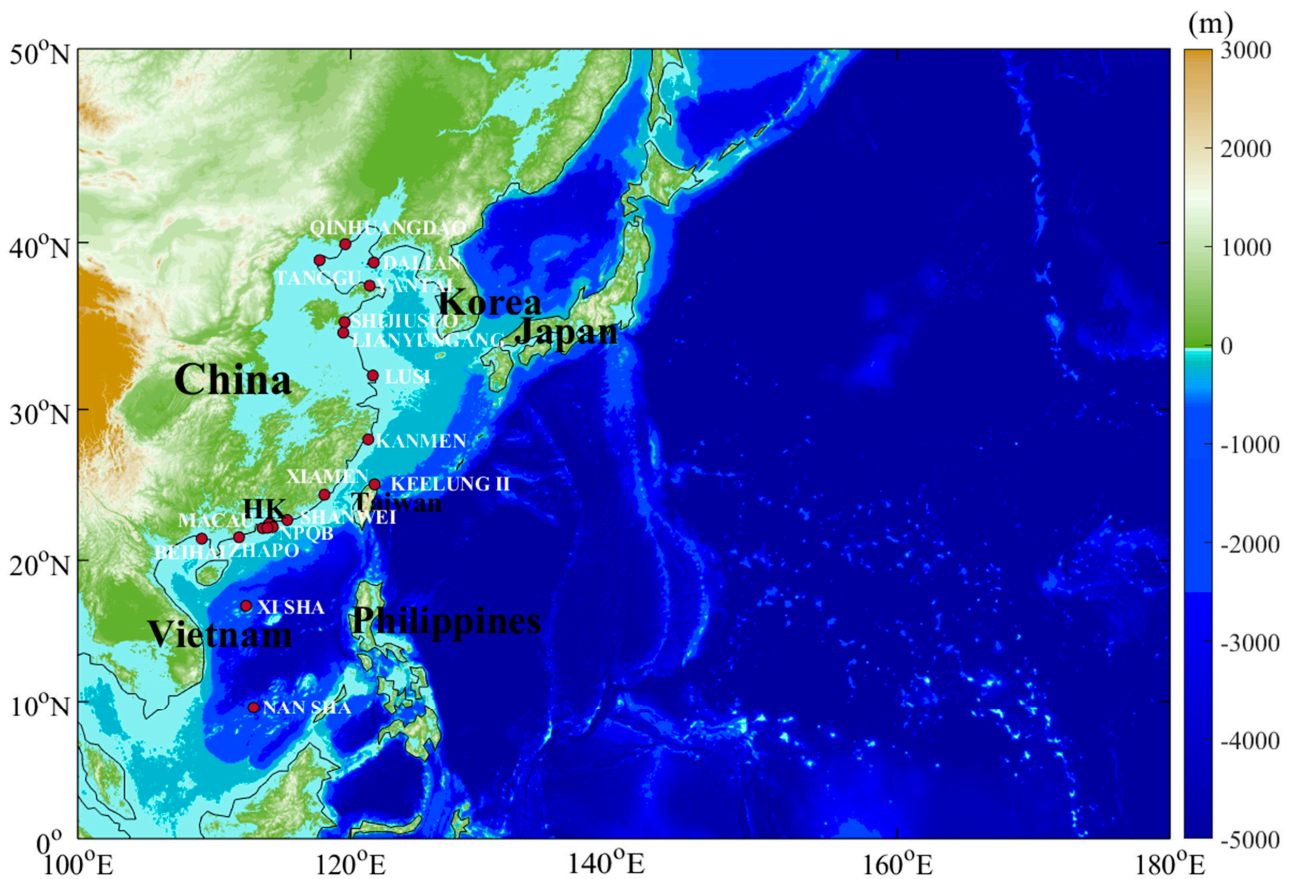 (m)
50°N
3000
2000
QINHUANGDAO
40°N
DALIAN
TANGGU
YANTAI
1000
Korea
SHIJIUSUO
Japan
LIANYUNGANG
0
China
LUSI
30°N
KANMEN
-1000
XIAMEN
KEELUNG II
HK
Taiwan
MACAU
SHANWEI
NPQB
BEIHAI
ZHAPO
-2000
20°N
XI SHA
Philippines
Vietnam
-3000
10°N
NAN SHA
-4000
0°
-5000
100°E
120°E
140°E
160°E
180°E